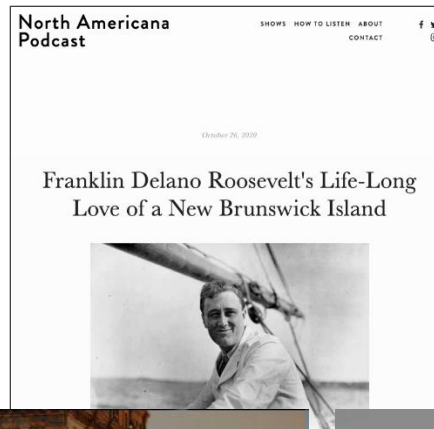 North Americana
Podcast
SHOWS HOW TO LISTEN ABOUT
CONTACT
October 26, 2020
Franklin Delano Roosevelt's Life-Long
Love of a New Brunswick Island